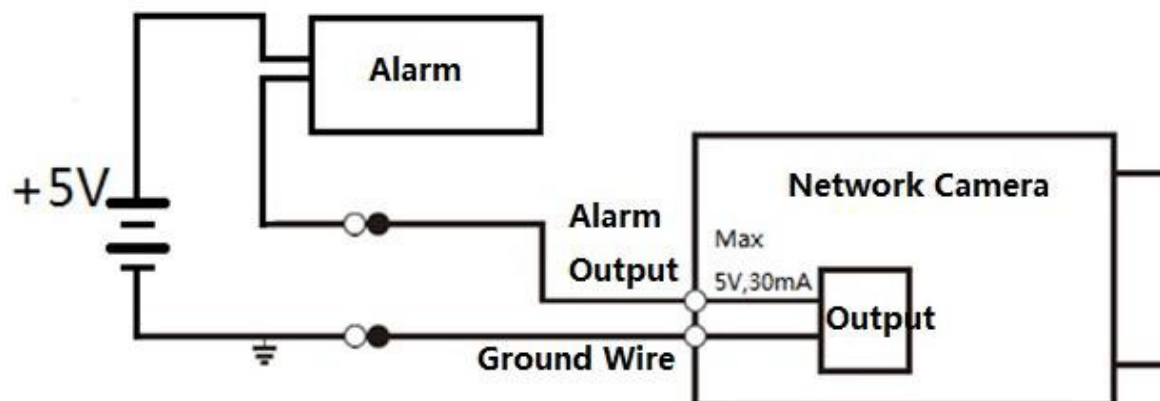 Alarm
+5V
Network Camera
Alarm
Output
Max
5V,30mA
Output
Ground Wire